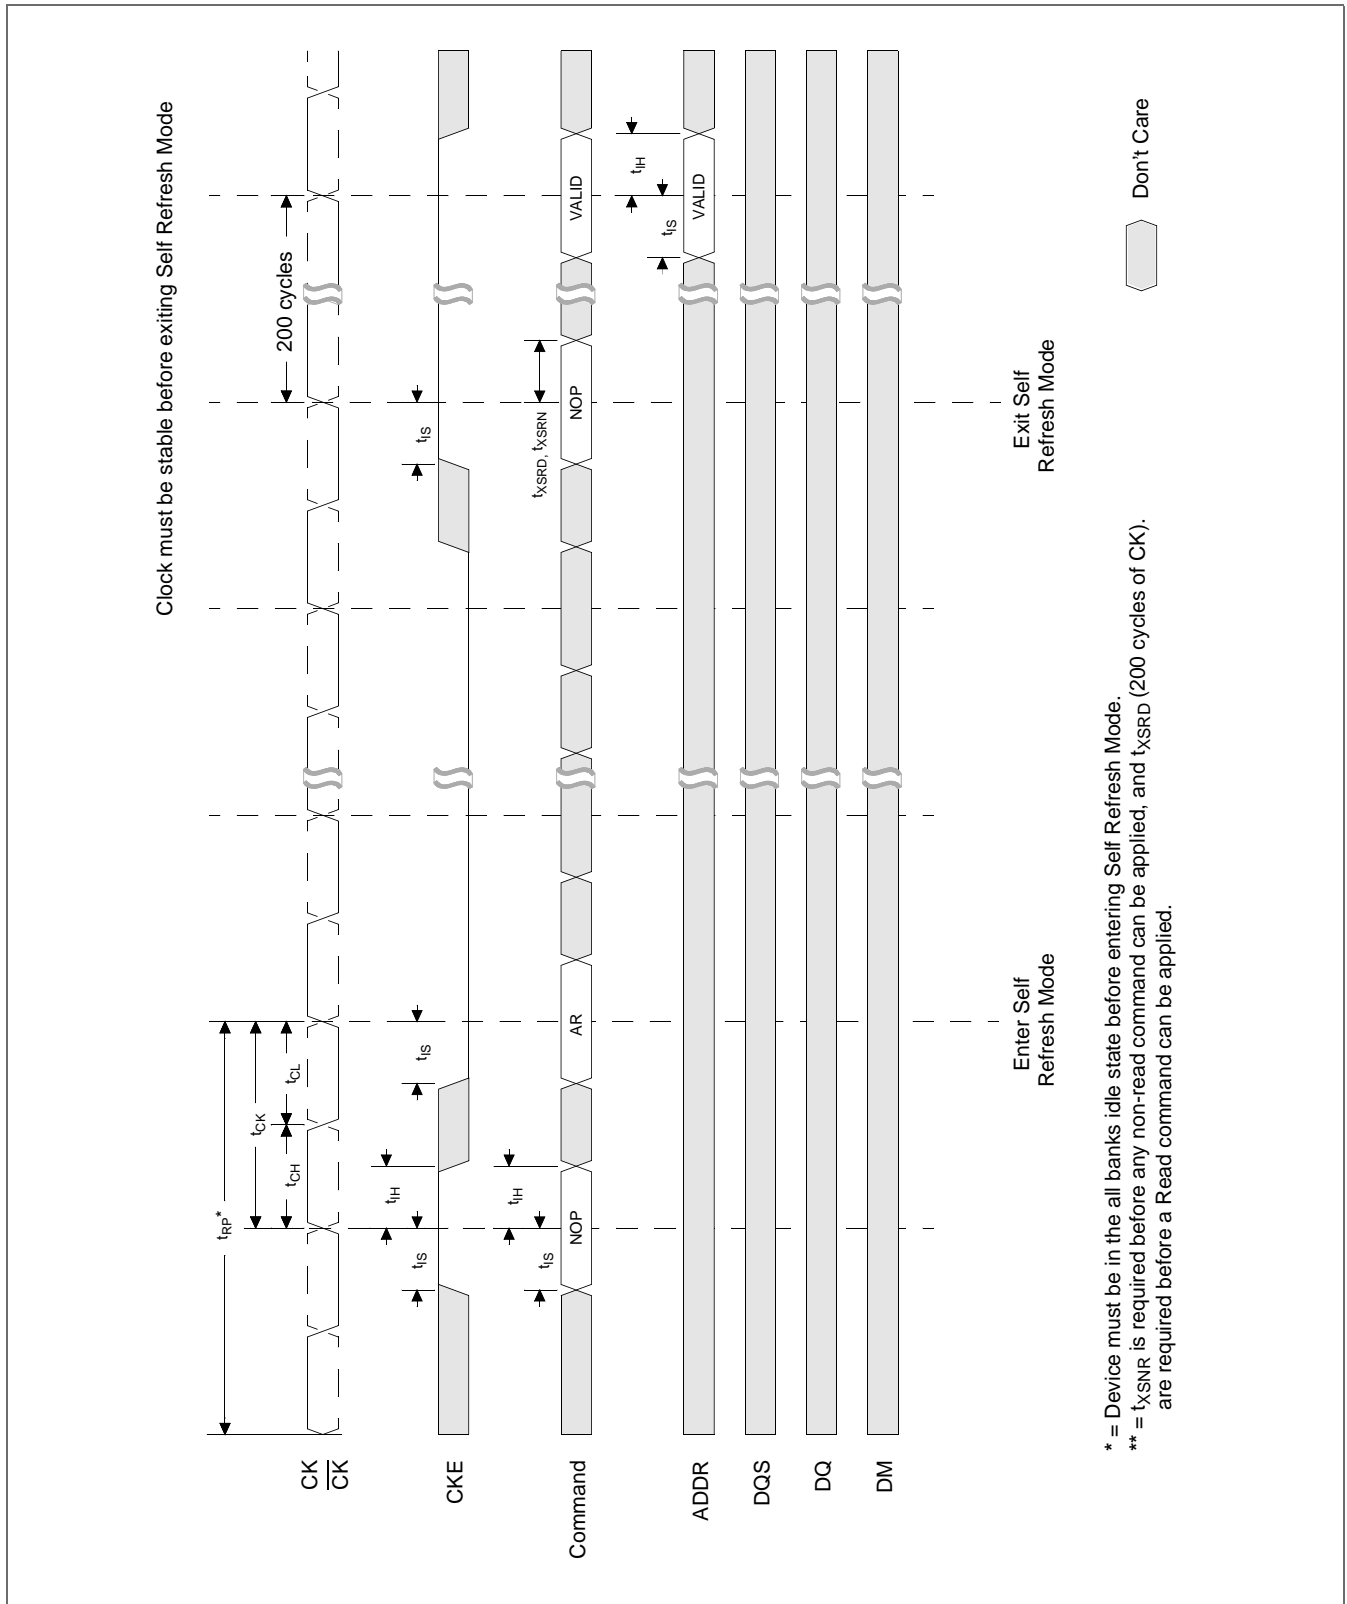 Clock must be stable before exiting Self Refresh Mode
tRP*
tCK
tCH
tCL
200 cycles
CK
CK
tIS
tIH
tIS
tIS
CKE
tIS
tIH
tXSRD, tXSRN
Command
NOP
AR
NOP
VALID
tIS
tIH
ADDR
VALID
DQS
DQ
DM
Enter Self
Refresh Mode
Exit Self
Refresh Mode
* = Device must be in the all banks idle state before entering Self Refresh Mode.
** = tXSNR is required before any non-read command can be applied, and tXSRD (200 cycles of CK).
are required before a Read command can be applied.
Don't Care